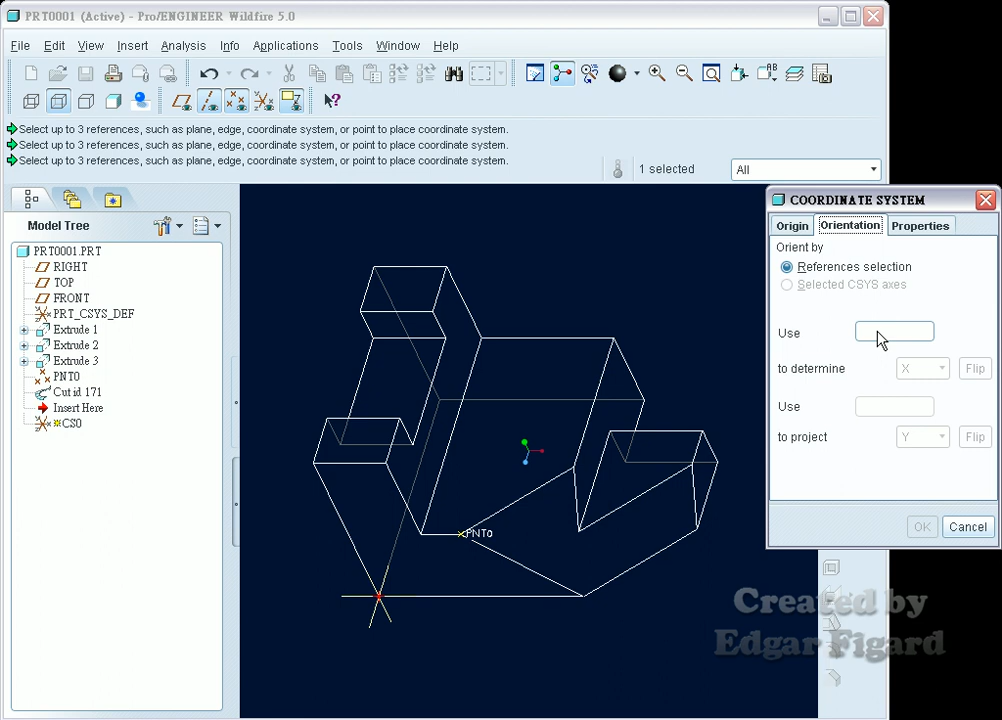 PRT0001 (Active) - Pro/ENGINEER Wildfire 5.0
File Edit View Insert Analysis Info Applications Tools Window Help
Select up to 3 references, such as plane, edge, coordinate system, or point to place coordinate system.
Select up to 3 references, such as plane, edge, coordinate system, or point to place coordinate system.
Select up to 3 references, such as plane, edge, coordinate system, or point to place coordinate system.
1 selected All
Model Tree
PRT0001.PRT
RIGHT
TOP
FRONT
PRT_CSYS_DEF
Extrude 1
Extrude 2
Extrude 3
PNT0
Cut id 171
Insert Here
CS0
PNT0
COORDINATE SYSTEM
Origin Orientation Properties
Orient by
References selection
Selected CSYS axes
Use
to determine X Flip
Use
to project Y Flip
OK Cancel
Created by
Edgar Figard